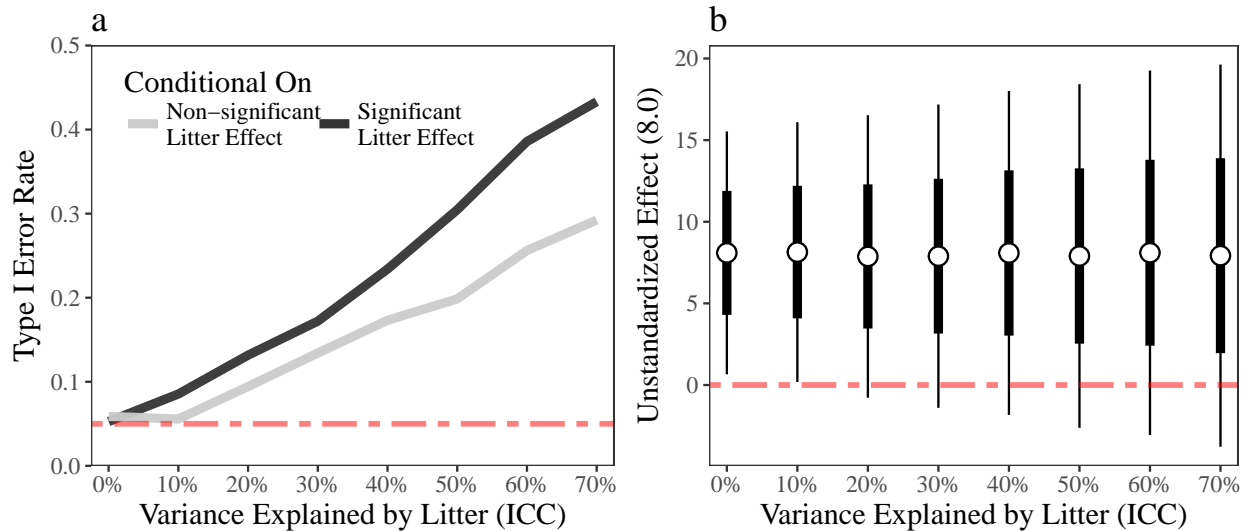 a
0.5
0.4
0.3
0.2
0.1
0.0
Type I Error Rate
Conditional On
Non−significant
Litter Effect
Significant
Litter Effect
0% 10% 20% 30% 40% 50% 60% 70%
Variance Explained by Litter (ICC)
b
20
15
10
5
0
Unstandardized Effect (8.0)
0% 10% 20% 30% 40% 50% 60% 70%
Variance Explained by Litter (ICC)